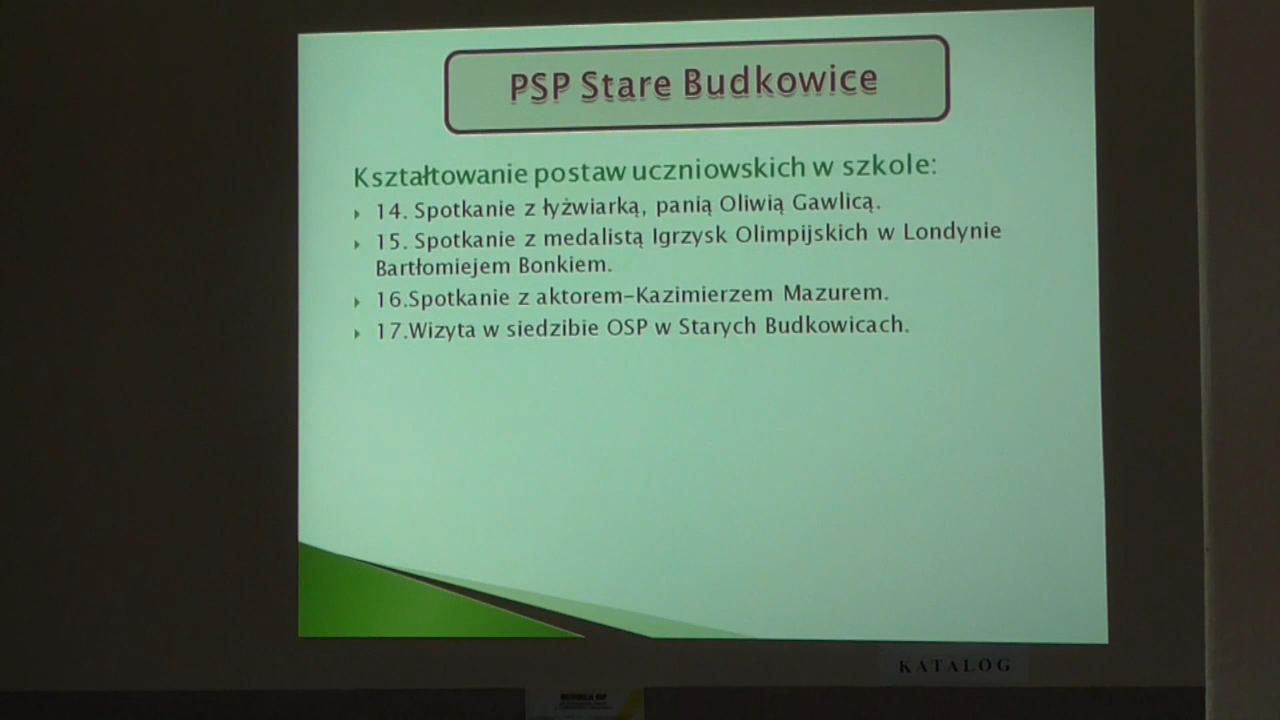 PSP Stare Budkowice
Kształtowanie postaw uczniowskich w szkole:
14. Spotkanie z łyżwiarką, panią Oliwią Gawlicą.
15. Spotkanie z medalistą Igrzysk Olimpijskich w Londynie
Bartłomiejem Bonkiem.
16.Spotkanie z aktorem-Kazimierzem Mazurem.
17.Wizyta w siedzibie OSP w Starych Budkowicach.
KATALOG